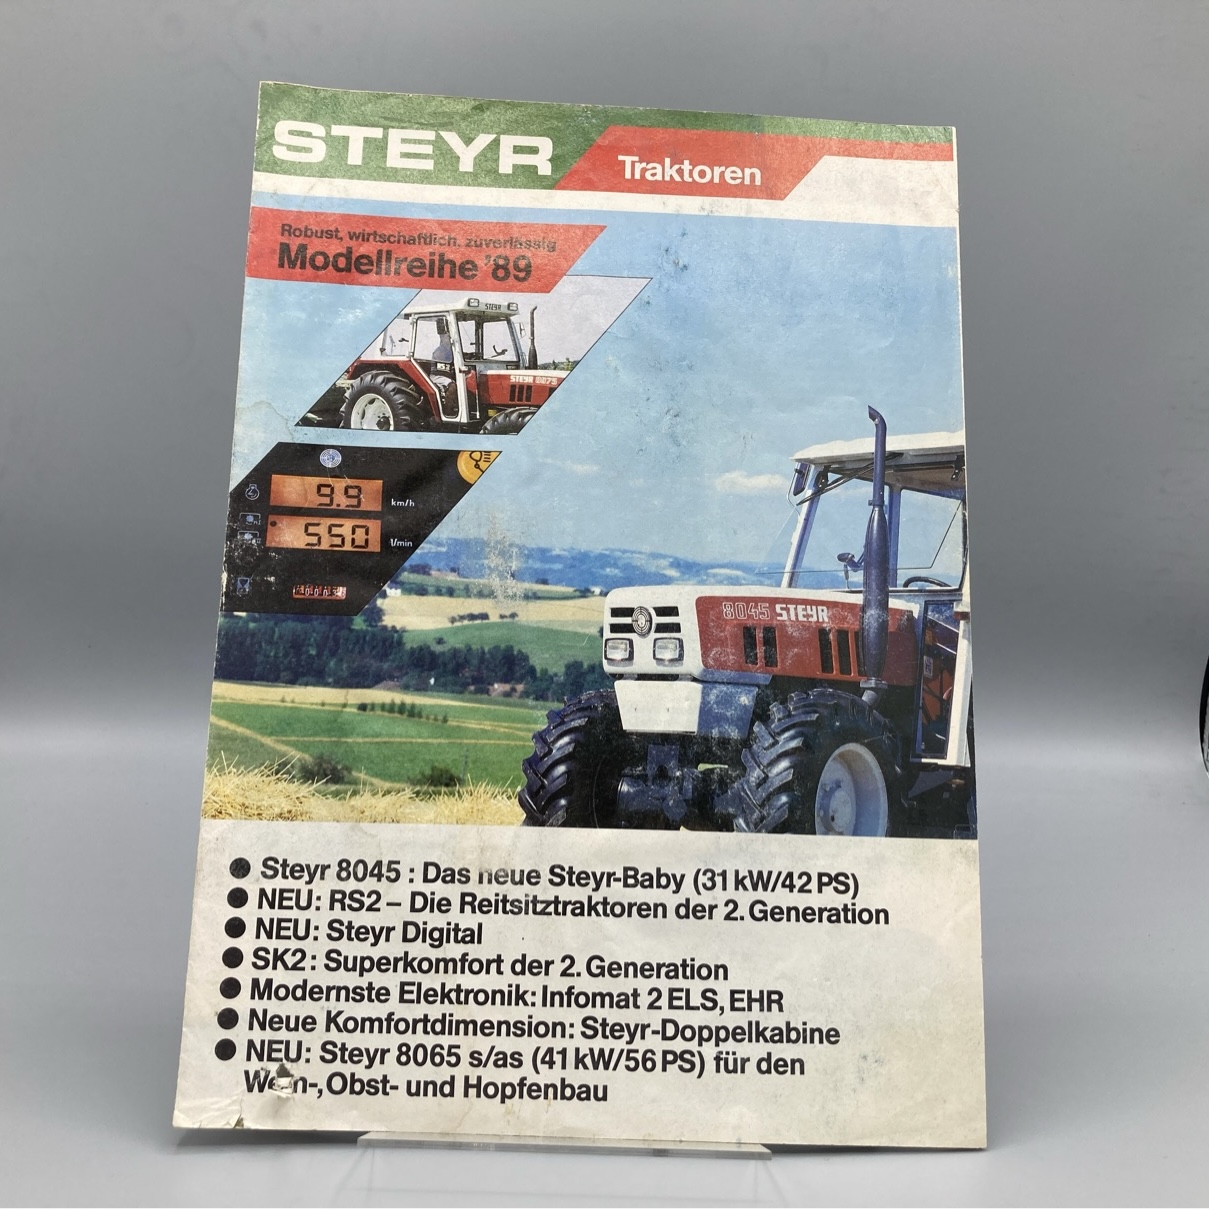 STEYR
Traktoren
Robust, wirtschaftlich, zuverlässig
Modellreihe '89
STEYR
STEYR 8075
9.9 km/h
550 1/min
8045 STEYR
● Steyr 8045 : Das neue Steyr-Baby (31 kW/42 PS)
● NEU: RS2 – Die Reitsitztraktoren der 2. Generation
● NEU: Steyr Digital
● SK2: Superkomfort der 2. Generation
● Modernste Elektronik: Infomat 2 ELS, EHR
● Neue Komfortdimension: Steyr-Doppelkabine
● NEU: Steyr 8065 s/as (41 kW/56 PS) für den
Wein-, Obst- und Hopfenbau